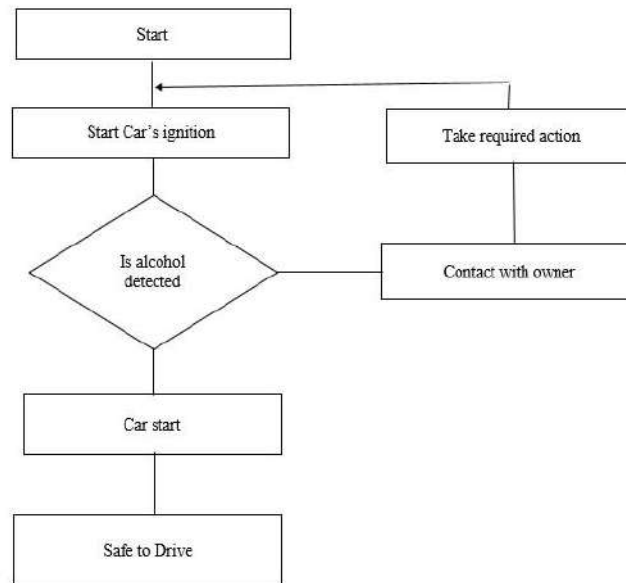 Start
Start Car's ignition
Take required action
Is alcohol
detected
Contact with owner
Car start
Safe to Drive